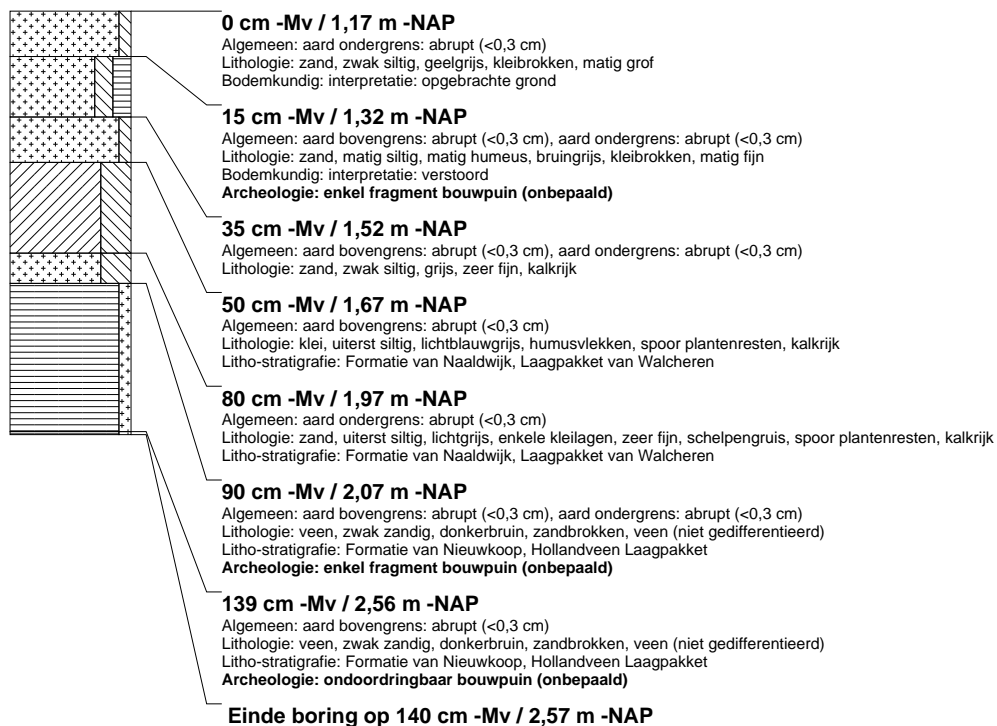 0 cm -Mv / 1,17 m -NAP
Algemeen: aard ondergrens: abrupt (<0,3 cm)
Lithologie: zand, zwak siltig, geelgrijs, kleibrokken, matig grof
Bodemkundig: interpretatie: opgebrachte grond
15 cm -Mv / 1,32 m -NAP
Algemeen: aard bovengrens: abrupt (<0,3 cm), aard ondergrens: abrupt (<0,3 cm)
Lithologie: zand, matig siltig, matig humeus, bruingrijs, kleibrokken, matig fijn
Bodemkundig: interpretatie: verstoord
Archeologie: enkel fragment bouwpuin (onbepaald)
35 cm -Mv / 1,52 m -NAP
Algemeen: aard bovengrens: abrupt (<0,3 cm), aard ondergrens: abrupt (<0,3 cm)
Lithologie: zand, zwak siltig, grijs, zeer fijn, kalkrijk
50 cm -Mv / 1,67 m -NAP
Algemeen: aard bovengrens: abrupt (<0,3 cm)
Lithologie: klei, uiterst siltig, lichtblauwgrijs, humusvlekken, spoor plantenresten, kalkrijk
Litho-stratigrafie: Formatie van Naaldwijk, Laagpakket van Walcheren
80 cm -Mv / 1,97 m -NAP
Algemeen: aard ondergrens: abrupt (<0,3 cm)
Lithologie: zand, uiterst siltig, lichtgrijs, enkele kleilagen, zeer fijn, schelpengruis, spoor plantenresten, kalkrijk
Litho-stratigrafie: Formatie van Naaldwijk, Laagpakket van Walcheren
90 cm -Mv / 2,07 m -NAP
Algemeen: aard bovengrens: abrupt (<0,3 cm), aard ondergrens: abrupt (<0,3 cm)
Lithologie: veen, zwak zandig, donkerbruin, zandbrokken, veen (niet gedifferentieerd)
Litho-stratigrafie: Formatie van Nieuwkoop, Hollandveen Laagpakket
Archeologie: enkel fragment bouwpuin (onbepaald)
139 cm -Mv / 2,56 m -NAP
Algemeen: aard bovengrens: abrupt (<0,3 cm)
Lithologie: veen, zwak zandig, donkerbruin, zandbrokken, veen (niet gedifferentieerd)
Litho-stratigrafie: Formatie van Nieuwkoop, Hollandveen Laagpakket
Archeologie: ondoordringbaar bouwpuin (onbepaald)
Einde boring op 140 cm -Mv / 2,57 m -NAP